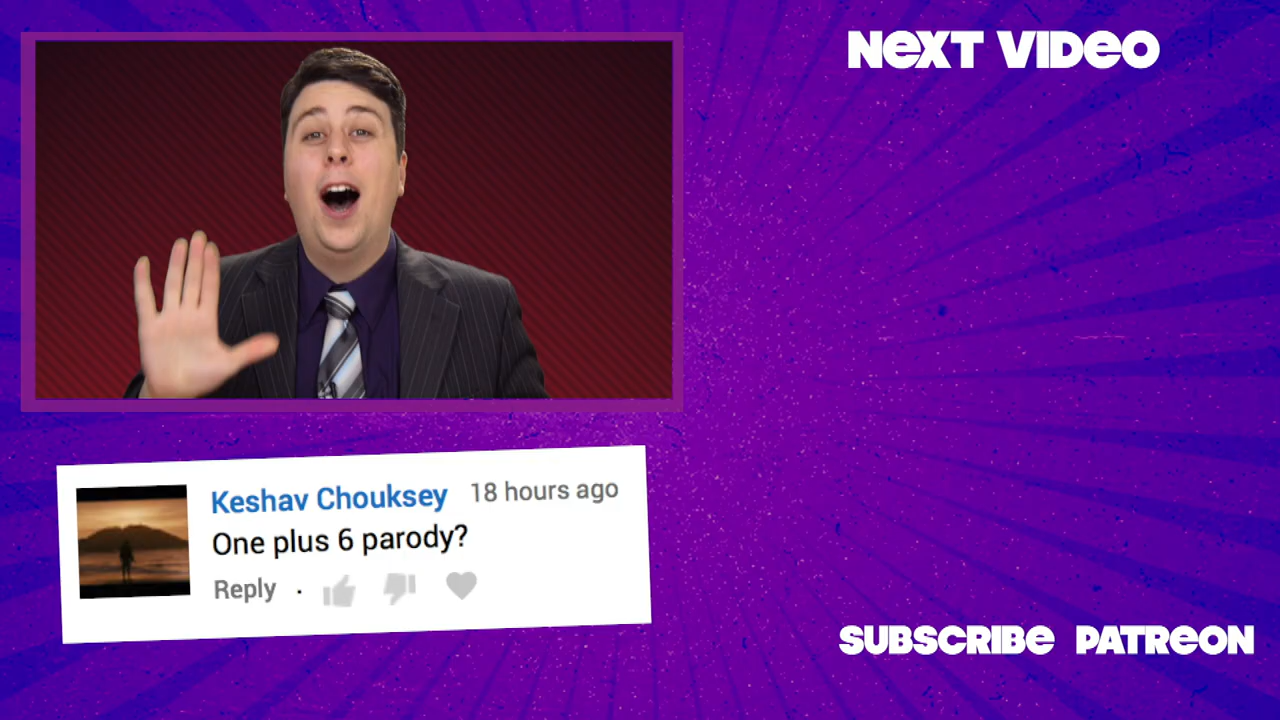 NEXT VIDEO
Keshav Chouksey 18 hours ago
One plus 6 parody?
Reply ·
SUBSCRIBE PATREON